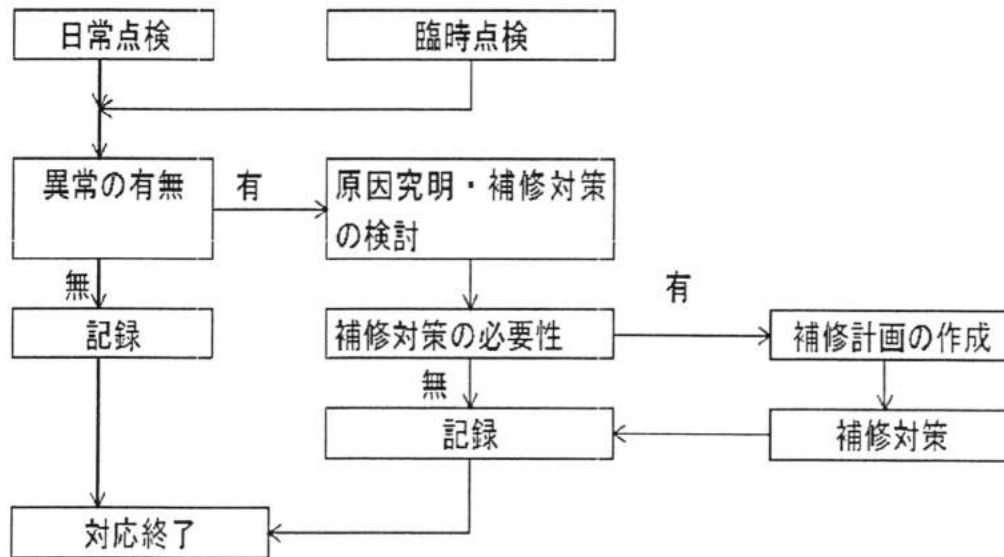 日常点検
臨時点検
異常の有無
有
原因究明・補修対策
の検討
無
有
記録
補修対策の必要性
補修計画の作成
無
記録
補修対策
対応終了